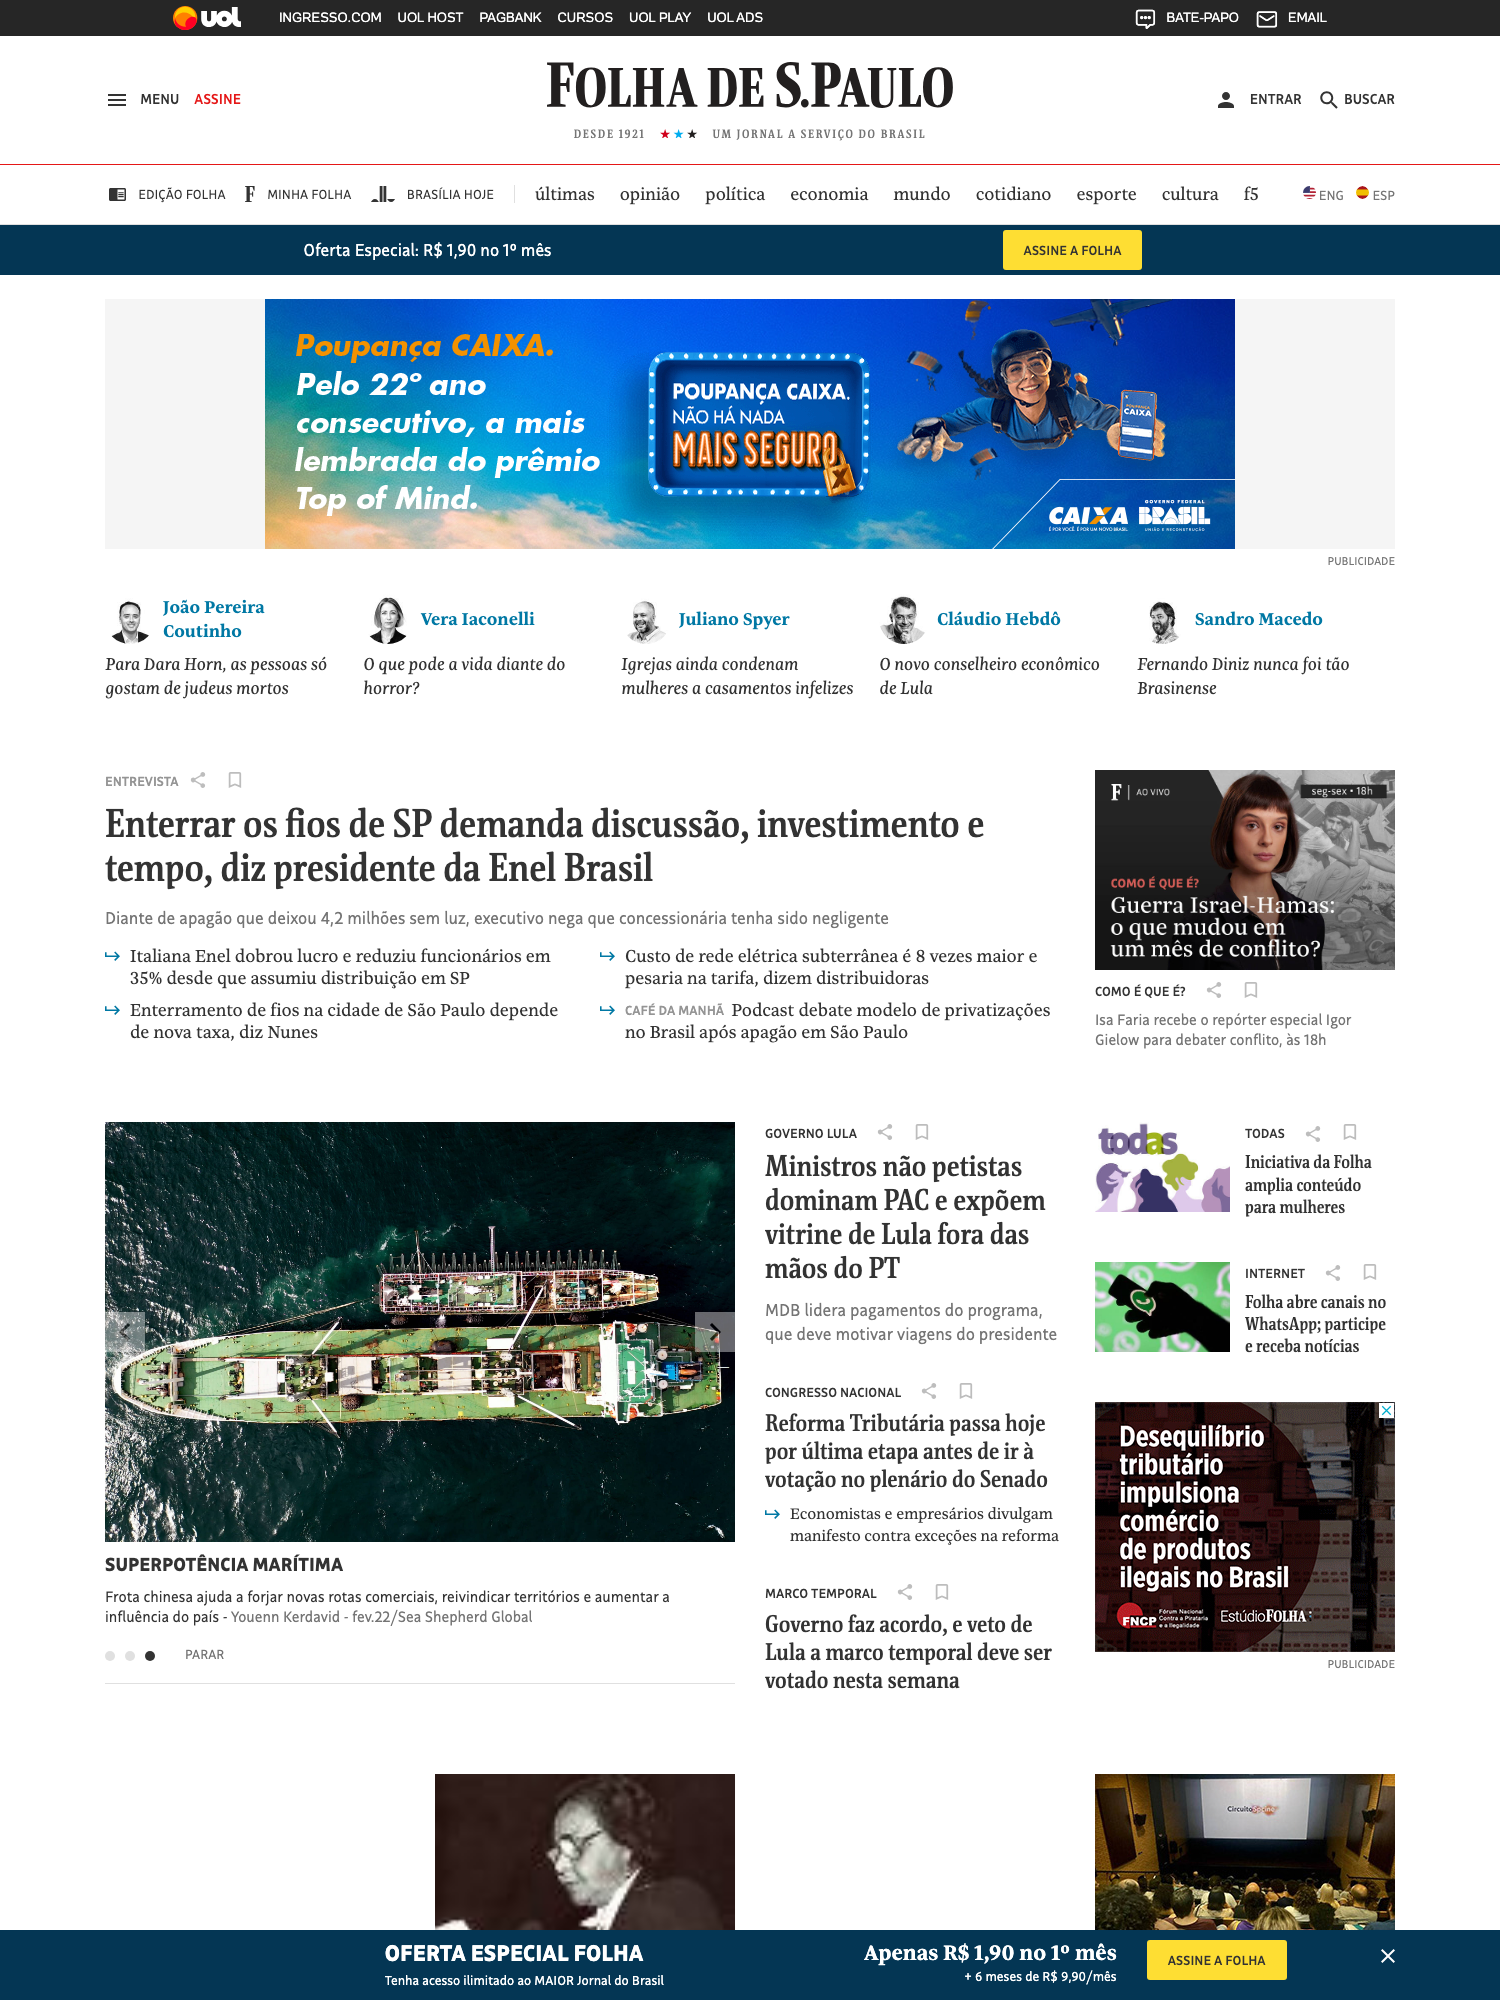 uol
INGRESSO.COM UOL HOST PAGBANK CURSOS UOL PLAY UOL ADS
BATE-PAPO EMAIL
MENU ASSINE
FOLHA DE S.PAULO
ENTRAR BUSCAR
DESDE 1921 ★★★ UM JORNAL A SERVIÇO DO BRASIL
EDIÇÃO FOLHA MINHA FOLHA BRASÍLIA HOJE
últimas opinião política economia mundo cotidiano esporte cultura f5
ENG ESP
Oferta Especial: R$ 1,90 no 1º mês
ASSINE A FOLHA
Poupança CAIXA.
Pelo 22º ano
consecutivo, a mais
lembrada do prêmio
Top of Mind.
POUPANÇA CAIXA.
NÃO HÁ NADA
MAIS SEGURO
POUPANÇA
CAIXA
CAIXA
É POR VOCÊ. É POR UM NOVO BRASIL.
GOVERNO FEDERAL
BRASIL
UNIÃO E RECONSTRUÇÃO
PUBLICIDADE
João Pereira
Coutinho
Para Dara Horn, as pessoas só
gostam de judeus mortos
Vera Iaconelli
O que pode a vida diante do
horror?
Juliano Spyer
Igrejas ainda condenam
mulheres a casamentos infelizes
Cláudio Hebdô
O novo conselheiro econômico
de Lula
Sandro Macedo
Fernando Diniz nunca foi tão
Brasinense
ENTREVISTA
Enterrar os fios de SP demanda discussão, investimento e
tempo, diz presidente da Enel Brasil
Diante de apagão que deixou 4,2 milhões sem luz, executivo nega que concessionária tenha sido negligente
Italiana Enel dobrou lucro e reduziu funcionários em
35% desde que assumiu distribuição em SP
Enterramento de fios na cidade de São Paulo depende
de nova taxa, diz Nunes
Custo de rede elétrica subterrânea é 8 vezes maior e
pesaria na tarifa, dizem distribuidoras
CAFÉ DA MANHÃ Podcast debate modelo de privatizações
no Brasil após apagão em São Paulo
F | AO VIVO
seg-sex • 18h
COMO É QUE É?
Guerra Israel-Hamas:
o que mudou em
um mês de conflito?
COMO É QUE É?
Isa Faria recebe o repórter especial Igor
Gielow para debater conflito, às 18h
SUPERPOTÊNCIA MARÍTIMA
Frota chinesa ajuda a forjar novas rotas comerciais, reivindicar territórios e aumentar a
influência do país - Youenn Kerdavid - fev.22/Sea Shepherd Global
PARAR
GOVERNO LULA
Ministros não petistas
dominam PAC e expõem
vitrine de Lula fora das
mãos do PT
MDB lidera pagamentos do programa,
que deve motivar viagens do presidente
CONGRESSO NACIONAL
Reforma Tributária passa hoje
por última etapa antes de ir à
votação no plenário do Senado
Economistas e empresários divulgam
manifesto contra exceções na reforma
MARCO TEMPORAL
Governo faz acordo, e veto de
Lula a marco temporal deve ser
votado nesta semana
todas
TODAS
Iniciativa da Folha
amplia conteúdo
para mulheres
INTERNET
Folha abre canais no
WhatsApp; participe
e receba notícias
Desequilíbrio
tributário
impulsiona
comércio
de produtos
ilegais no Brasil
FNCP
Fórum Nacional
Contra a Pirataria
e a Ilegalidade
EstúdioFOLHA
PUBLICIDADE
OFERTA ESPECIAL FOLHA
Tenha acesso ilimitado ao MAIOR Jornal do Brasil
Apenas R$ 1,90 no 1º mês
+ 6 meses de R$ 9,90/mês
ASSINE A FOLHA